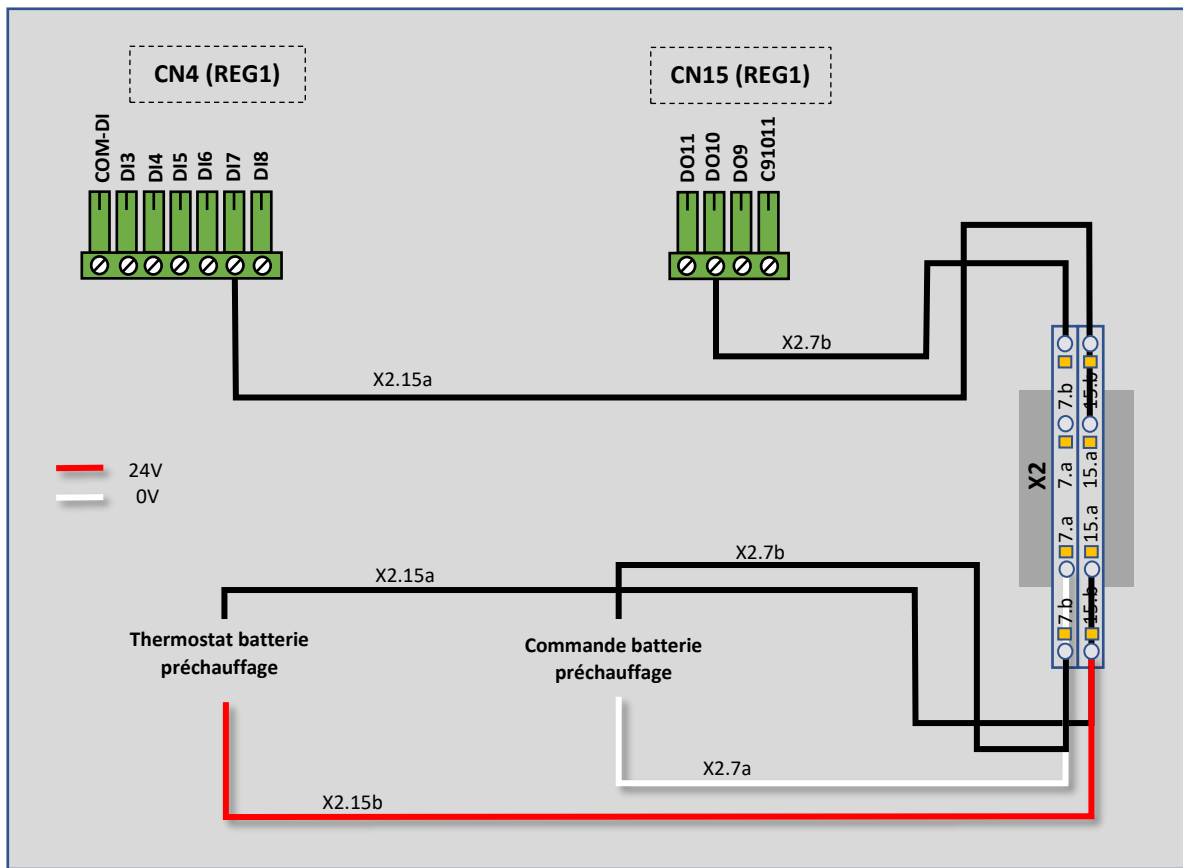 CN4 (REG1)
CN15 (REG1)
COM-DI
DI3
DI4
DI5
DI6
DI7
DI8
DO11
DO10
DO9
C91011
X2.7b
X2.15a
7.b
15.b
7.a
15.a
X2
24V
0V
7.a
15.a
7.b
15.b
X2.7b
X2.15a
Thermostat batterie
préchauffage
Commande batterie
préchauffage
X2.7a
X2.15b